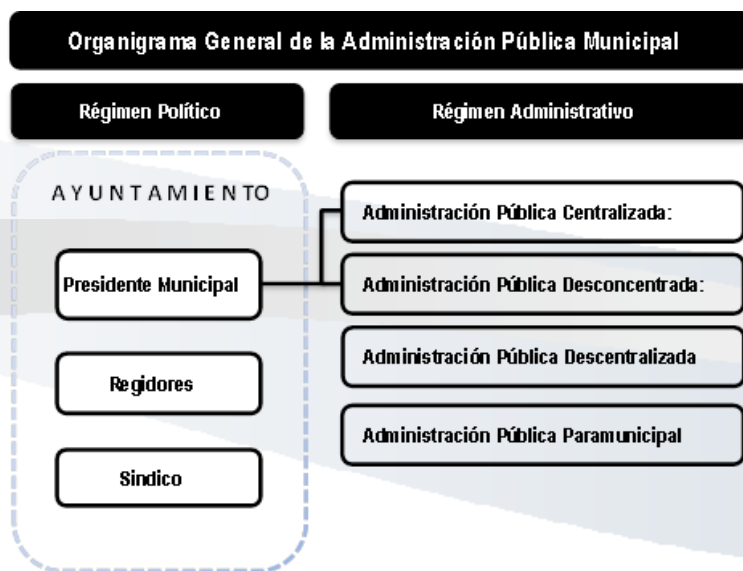 Organigrama General de la Administración Pública Municipal
Régimen Político
Régimen Administrativo
AYUNTAMIENTO
Presidente Municipal
Regidores
Sindico
Administración Pública Centralizada:
Administración Pública Desconcentrada:
Administración Pública Descentralizada
Administración Pública Paramunicipal